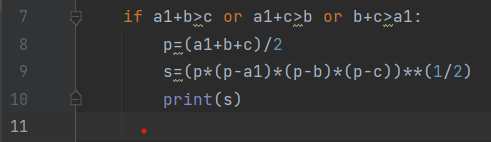 7 if a1+b>c or a1+c>b or b+c>a1:
8 p=(a1+b+c)/2
9 s=(p*(p-a1)*(p-b)*(p-c))**(1/2)
10 print(s)
11